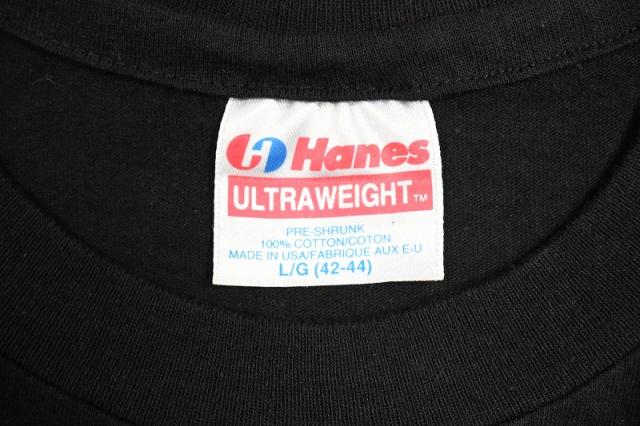 Hanes
ULTRAWEIGHT™
PRE-SHRUNK
100% COTTON/COTON
MADE IN USA/FABRIQUE AUX E-U
L/G (42-44)